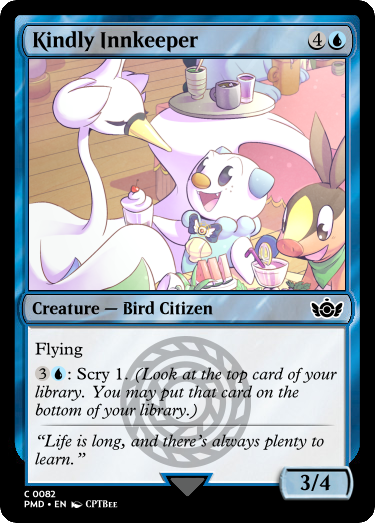 Kindly Innkeeper 4
Creature — Bird Citizen
Flying
3: Scry 1. (Look at the top card of your
library. You may put that card on the
bottom of your library.)
“Life is long, and there’s always plenty to
learn.”
3/4
C 0082
PMD • EN CPTBee